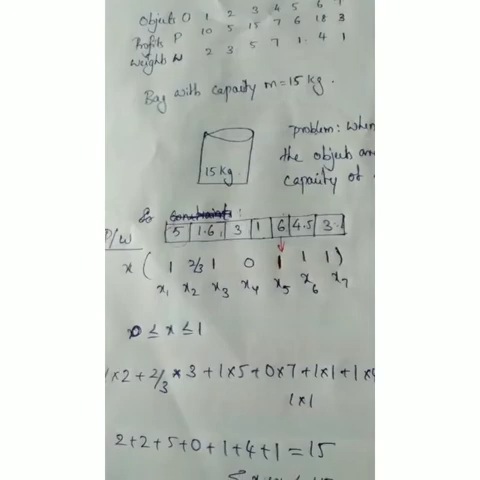 Objects O 1 2 3 4 5 6
Profits P 10 5 15 7 6 18 3
Weights W 2 3 5 7 1 4 1
Bag with capacity m=15 kg.
problem: When
the objects
capacity of
15 Kg.
So constraints:
P/W 5 1.6 3 1 6 4.5 3
x ( 1 2/3 1 0 1 1 1 )
x₁ x₂ x₃ x₄ x₅ x₆ x₇
0 ≤ x ≤ 1
1×2+2/3×3+1×5+0×7+1×1+1×4
1×1
2+2+5+0+1+4+1=15